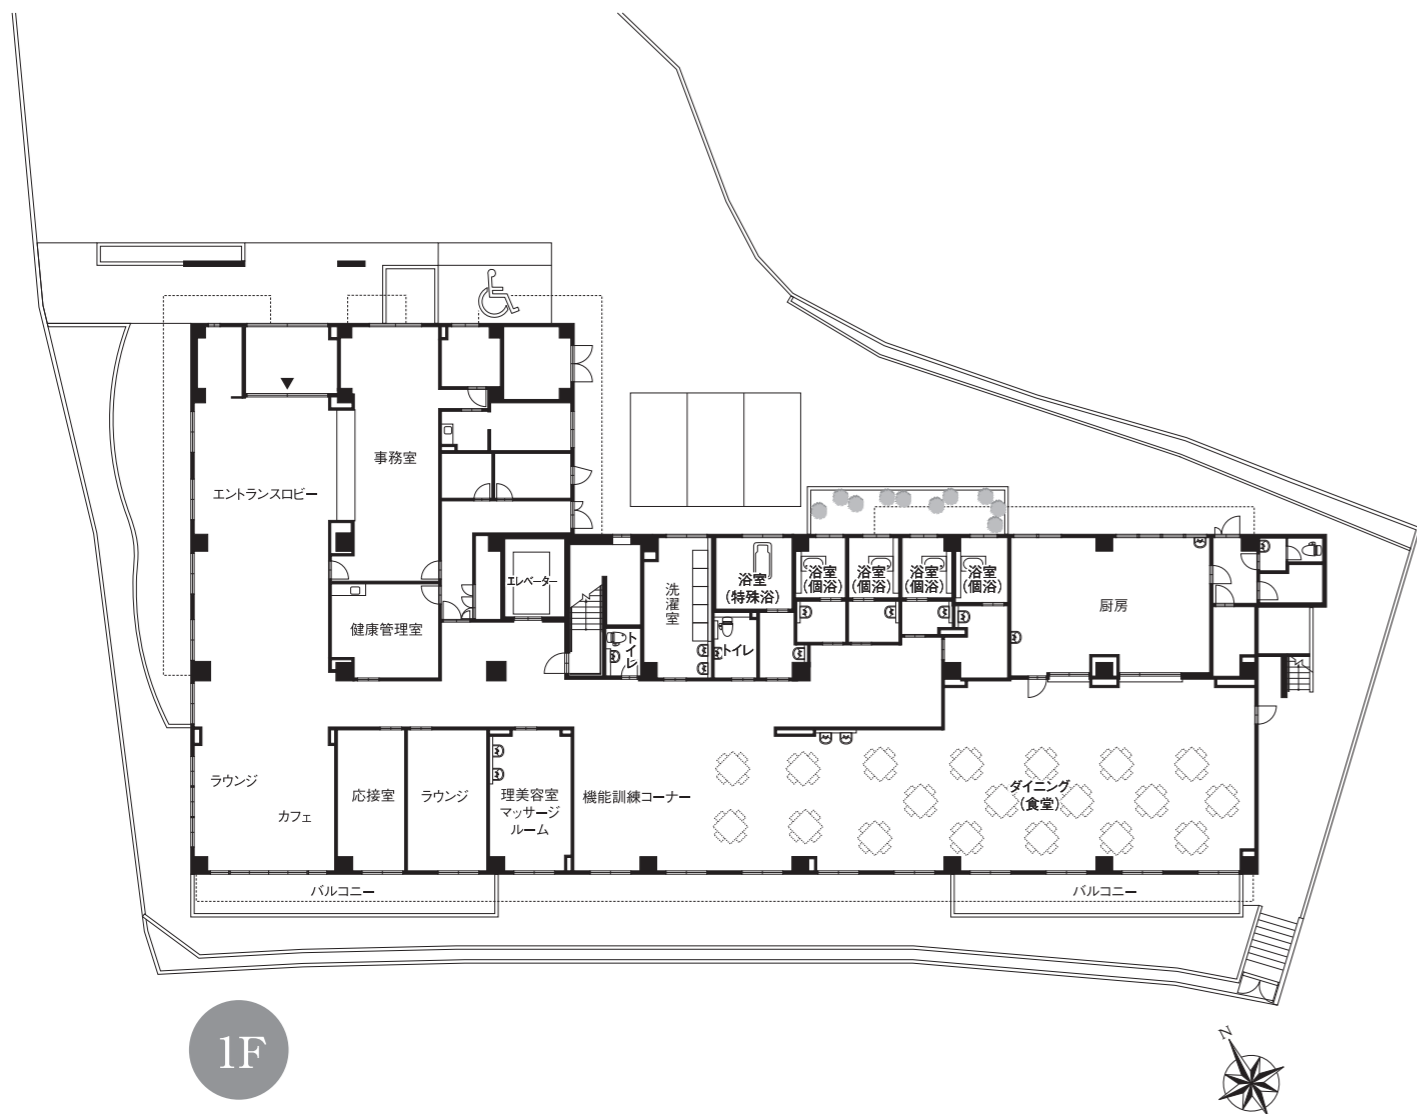 事務室
エントランスロビー
エレベーター
健康管理室
トイレ
洗濯室
浴室
(特殊浴)
トイレ
浴室
(個浴)
浴室
(個浴)
浴室
(個浴)
浴室
(個浴)
厨房
ラウンジ
カフェ
応接室
ラウンジ
理美容室
マッサージ
ルーム
機能訓練コーナー
ダイニング
(食堂)
バルコニー
バルコニー
1F
N